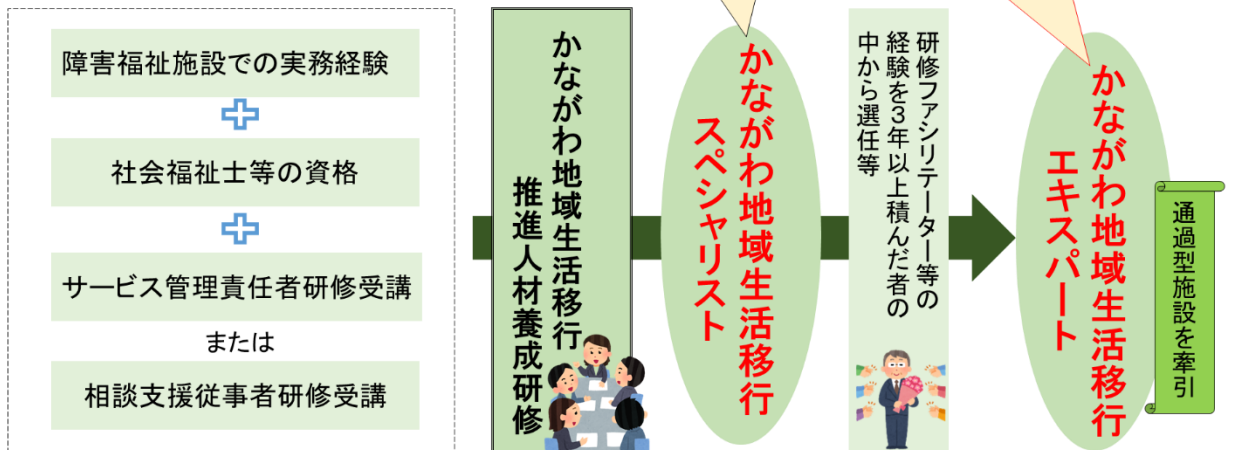 障害福祉施設での実務経験
社会福祉士等の資格
サービス管理責任者研修受講
または
相談支援従事者研修受講
かながわ地域生活移行
推進人材養成研修
かながわ地域生活移行
スペシャリスト
研修ファシリテーター等の
経験を３年以上積んだ者の
中から選任等
かながわ地域生活移行
エキスパート
通過型施設を牽引